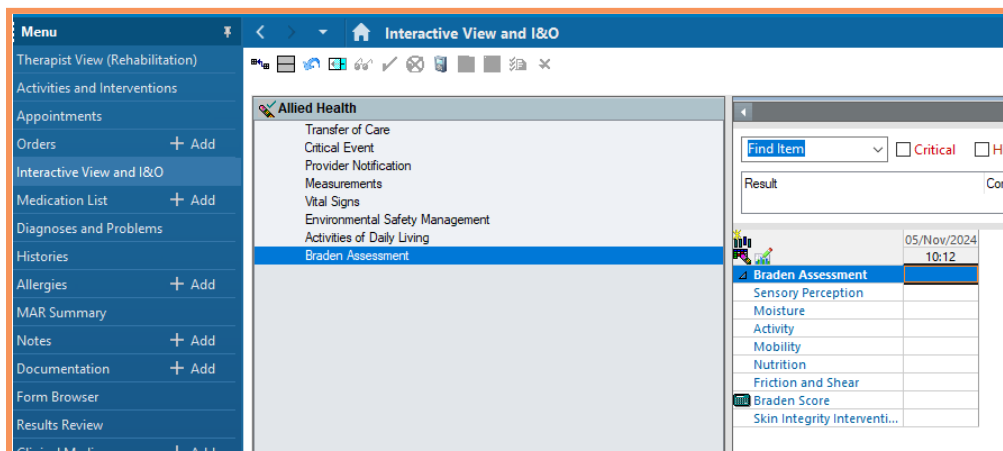 Menu
Therapist View (Rehabilitation)
Activities and Interventions
Appointments
Orders + Add
Interactive View and I&O
Medication List + Add
Diagnoses and Problems
Histories
Allergies + Add
MAR Summary
Notes + Add
Documentation + Add
Form Browser
Results Review
Interactive View and I&O
Allied Health
Transfer of Care
Critical Event
Provider Notification
Measurements
Vital Signs
Environmental Safety Management
Activities of Daily Living
Braden Assessment
Find Item Critical H
Result Cor
05/Nov/2024
10:12
Braden Assessment
Sensory Perception
Moisture
Activity
Mobility
Nutrition
Friction and Shear
Braden Score
Skin Integrity Interventi...